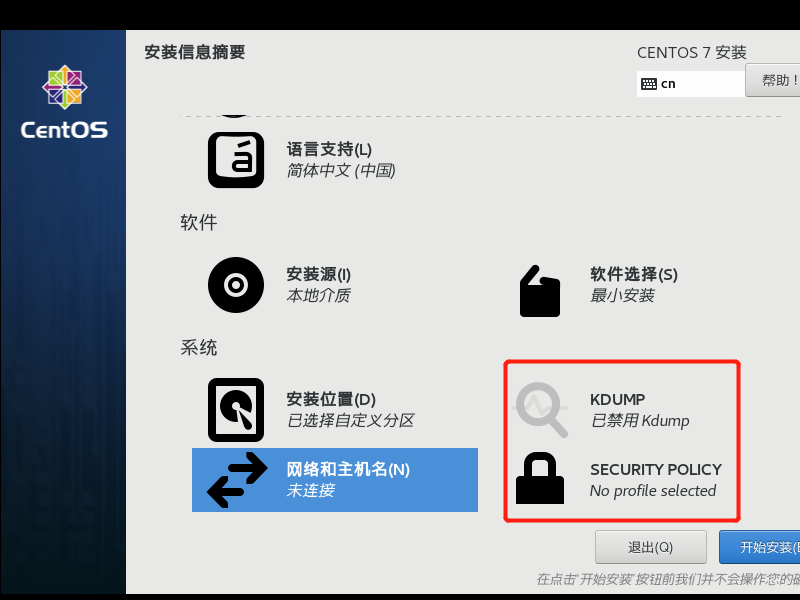 安装信息摘要
CENTOS 7 安装
cn
帮助！
CentOS
语言支持(L)
简体中文 (中国)
软件
安装源(I)
本地介质
软件选择(S)
最小安装
系统
安装位置(D)
已选择自定义分区
KDUMP
已禁用 Kdump
网络和主机名(N)
未连接
SECURITY POLICY
No profile selected
退出(Q)
开始安装(
在点击'开始安装'按钮前我们并不会操作您的